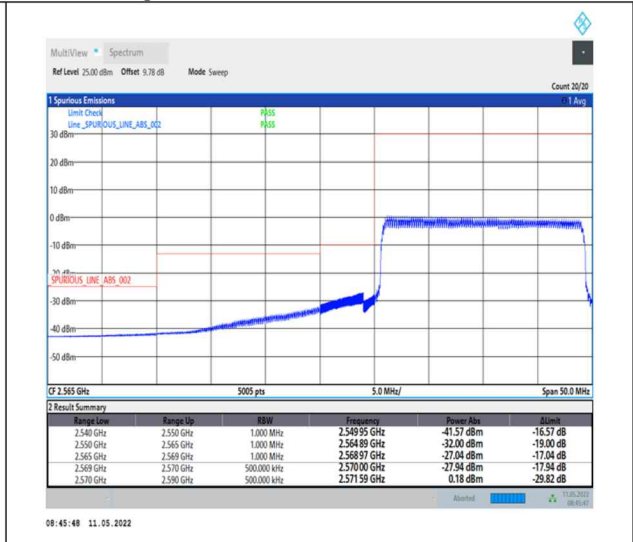 MultiView Spectrum
Ref Level 25.00 dBm Offset 9.78 dB Mode Sweep
Count 20/20
1 Spurious Emissions 1 Avg
Limit Check PASS
Line _SPURIOUS_LINE_ABS_002 PASS
30 dBm
20 dBm
10 dBm
0 dBm
-10 dBm
-20 dBm
SPURIOUS_LINE_ABS_002
-30 dBm
-40 dBm
-50 dBm
CF 2.565 GHz 5005 pts 5.0 MHz/ Span 50.0 MHz
2 Result Summary
Range Low Range Up RBW Frequency Power Abs ΔLimit
2.540 GHz 2.550 GHz 1.000 MHz 2.549 95 GHz -41.57 dBm -16.57 dB
2.550 GHz 2.565 GHz 1.000 MHz 2.564 89 GHz -32.00 dBm -19.00 dB
2.565 GHz 2.569 GHz 1.000 MHz 2.568 97 GHz -27.04 dBm -17.04 dB
2.569 GHz 2.570 GHz 500.000 kHz 2.570 00 GHz -27.94 dBm -17.94 dB
2.570 GHz 2.590 GHz 500.000 kHz 2.571 59 GHz 0.18 dBm -29.82 dB
Aborted 11.05.2022
08:45:47
08:45:48 11.05.2022